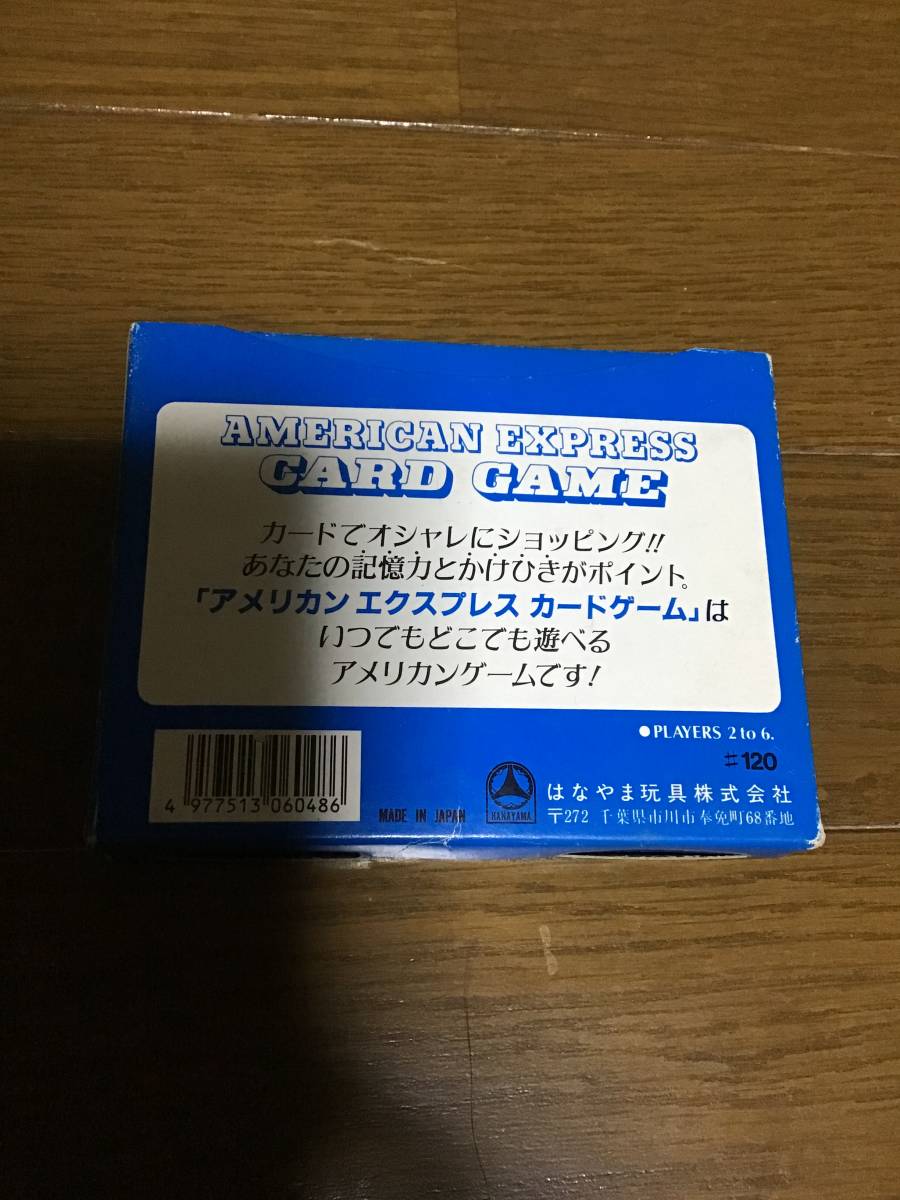 AMERICAN EXPRESS
CARD GAME
カードでオシャレにショッピング!!
あなたの記憶力とかけひきがポイント。
「アメリカン エクスプレス カードゲーム」は
いつでもどこでも遊べる
アメリカンゲームです!
●PLAYERS 2 to 6.
#120
4 977513 060486
MADE IN JAPAN
HANAYAMA
はなやま玩具株式会社
〒272 千葉県市川市奉免町68番地